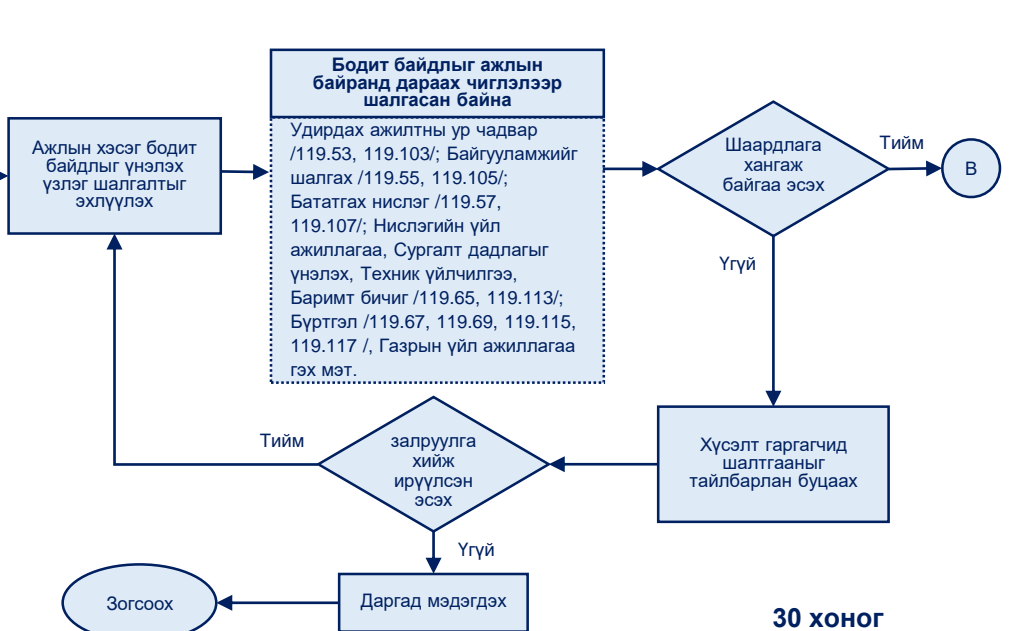 Ажлын хэсэг бодит
байдлыг үнэлэх
үзлэг шалгалтыг
эхлүүлэх
Бодит байдлыг ажлын
байранд дараах чиглэлээр
шалгасан байна
Удирдах ажилтны ур чадвар
/119.53, 119.103/; Байгууламжийг
шалгах /119.55, 119.105/;
Бататгах нислэг /119.57,
119.107/; Нислэгийн үйл
ажиллагаа, Сургалт дадлагыг
үнэлэх, Техник үйлчилгээ,
Баримт бичиг /119.65, 119.113/;
Бүртгэл /119.67, 119.69, 119.115,
119.117 /, Газрын үйл ажиллагаа
гэх мэт.
Шаардлага
хангаж
байгаа эсэх
Тийм
B
Үгүй
Хүсэлт гаргагчид
шалтгааныг
тайлбарлан буцаах
залруулга
хийж
ирүүлсэн
эсэх
Тийм
Үгүй
Даргад мэдэгдэх
Зогсоох
30 хоног